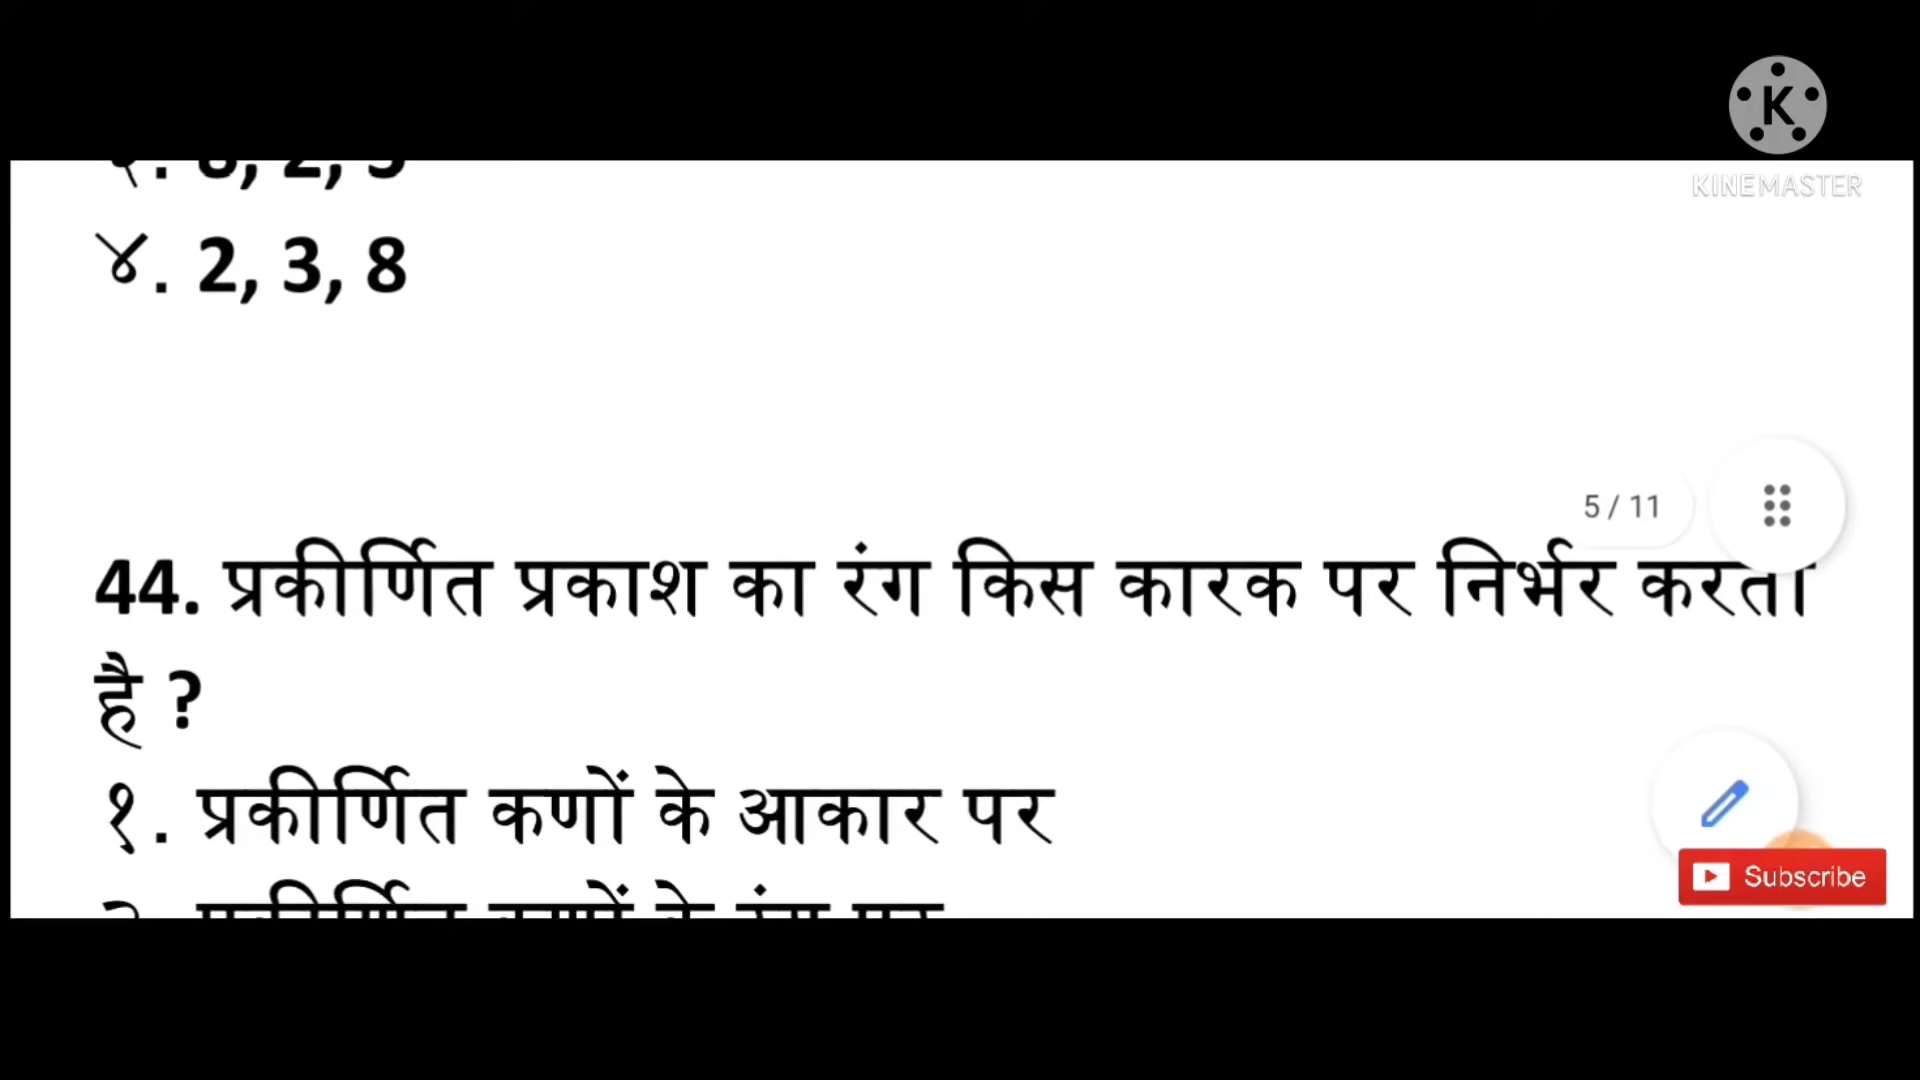 KINEMASTER
४. 2, 3, 8
5 / 11
44. प्रकीर्णित प्रकाश का रंग किस कारक पर निर्भर करता
है ?
१. प्रकीर्णित कणों के आकार पर
Subscribe